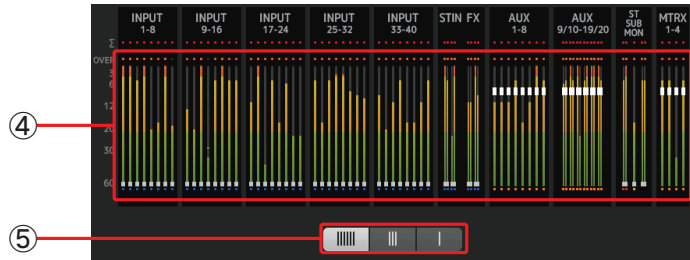 INPUT
1-8
INPUT
9-16
INPUT
17-24
INPUT
25-32
INPUT
33-40
STIN FX
AUX
1-8
AUX
9/10-19/20
ST
SUB
MON
MTRX
1-4
Σ
OVER
3
6
12
20
30
60
④
⑤